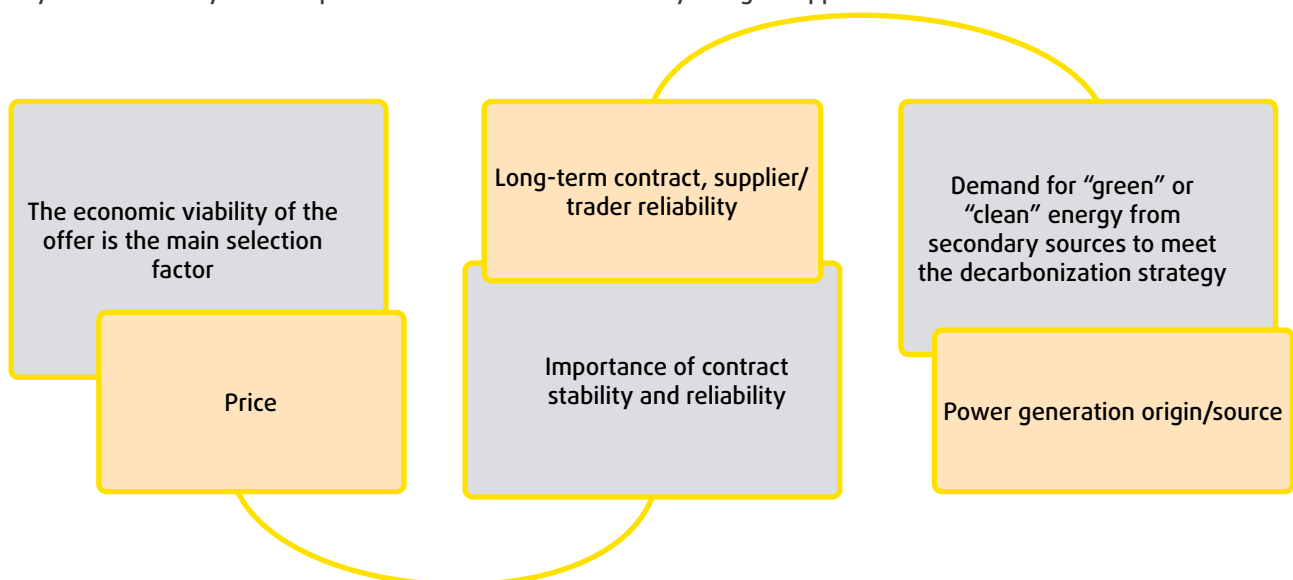 The economic viability of the
offer is the main selection
factor
Price
Long-term contract, supplier/
trader reliability
Importance of contract
stability and reliability
Demand for “green” or
“clean” energy from
secondary sources to meet
the decarbonization strategy
Power generation origin/source